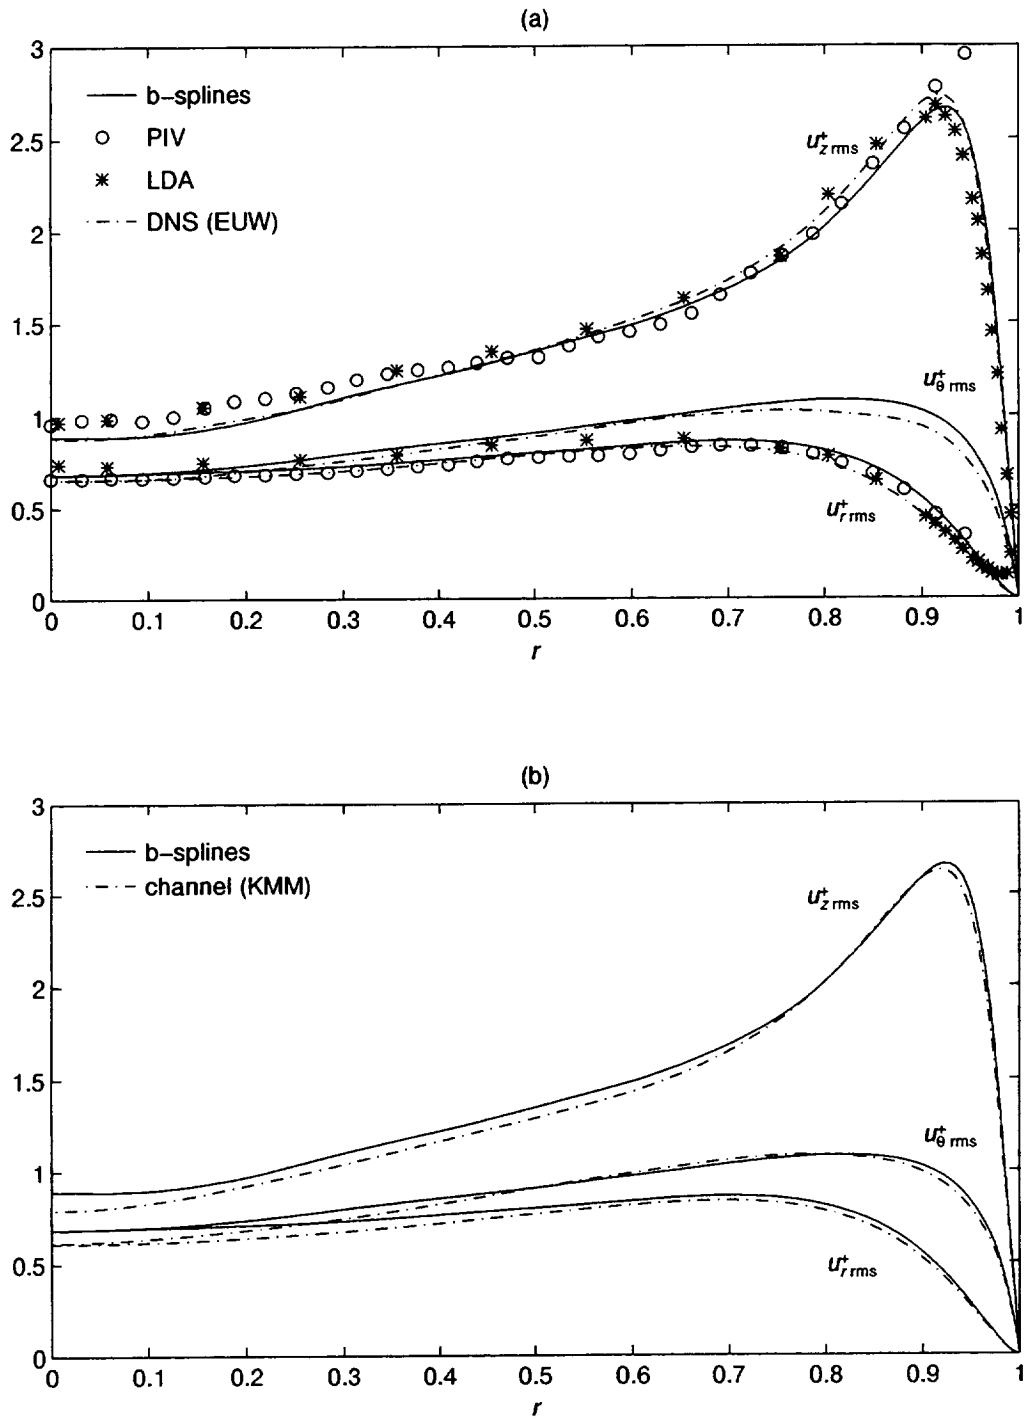 (a)
3
2.5
2
1.5
1
0.5
0
b-splines
PIV
LDA
DNS (EUW)
u⁺z rms
u⁺θ rms
u⁺r rms
0 0.1 0.2 0.3 0.4 0.5 0.6 0.7 0.8 0.9 1
r
(b)
3
2.5
2
1.5
1
0.5
0
b-splines
channel (KMM)
u⁺z rms
u⁺θ rms
u⁺r rms
0 0.1 0.2 0.3 0.4 0.5 0.6 0.7 0.8 0.9 1
r